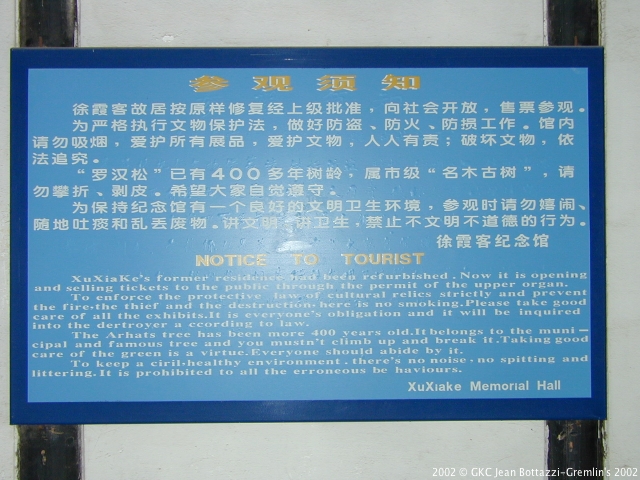 参观须知
徐霞客故居按原样修复经上级批准，向社会开放，售票参观。
为严格执行文物保护法，做好防盗、防火、防损工作。馆内
请勿吸烟，爱护所有展品，爱护文物，人人有责；破坏文物，依
法追究。
“罗汉松”已有400多年树龄，属市级“名木古树”，请
勿攀折、剥皮。希望大家自觉遵守。
为保持纪念馆有一个良好的文明卫生环境，参观时请勿嬉闹、
随地吐痰和乱丢废物。讲文明，讲卫生，禁止不文明不道德的行为。
徐霞客纪念馆
NOTICE TO TOURIST
XuXiaKe's former residence had been refurbished. Now it is opening
and selling tickets to the public through the permit of the upper organ.
To enforce the protective law of cultural relics strictly and prevent
the fire·the thief and the destruction·there is no smoking.Please take good
care of all the exhibits.It is everyone's obligation and it will be inquired
into the dertroyer a ccording to law.
The Arhats tree has been more 400 years old.It belongs to the muni–
cipal and famous tree and you mustn't climb up and break it.Taking good
care of the green is a virtue.Everyone should abide by it.
To keep a ciril·healthy environment. there's no noise·no spitting and
littering.It is prohibited to all the erroneous be haviours.
XuXiake Memorial Hall
2002 © GKC Jean Bottazzi-Gremlin's 2002